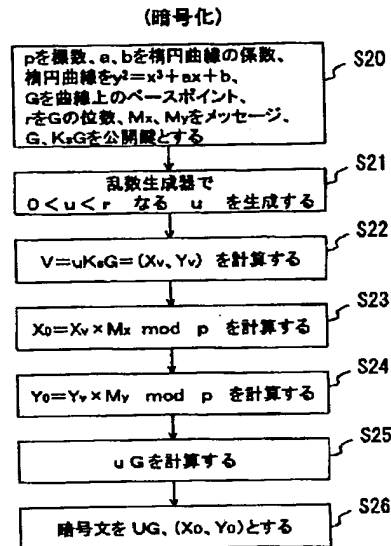 (暗号化)
pを標数、a、bを楕円曲線の係数、
楕円曲線をy²=x³+ax+b、
Gを曲線上のベースポイント、
rをGの位数、Mx、Myをメッセージ、
G、KsGを公開鍵とする
S20
乱数生成器で
0<u<r なる u を生成する
S21
V=uKsG=(Xv、Yv) を計算する
S22
X0=Xv×Mx mod p を計算する
S23
Y0=Yv×My mod p を計算する
S24
uGを計算する
S25
暗号文をUG、(X0、Y0)とする
S26